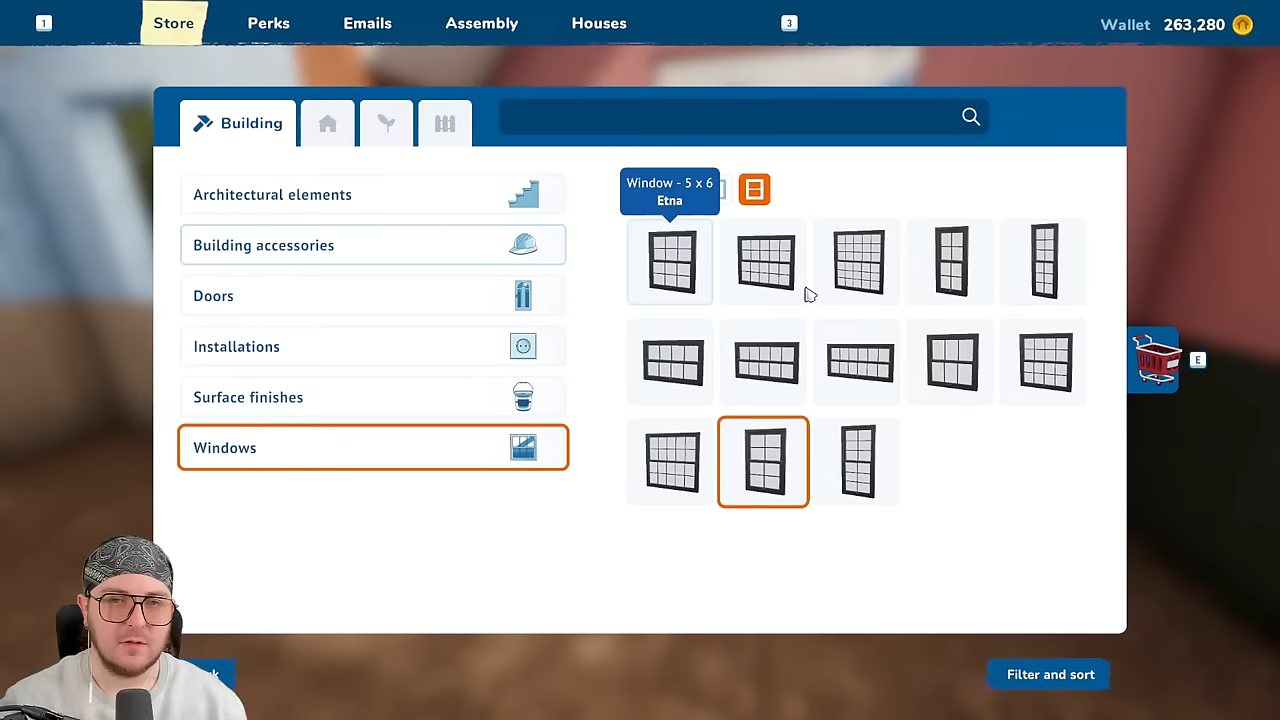 1
Store
Perks
Emails
Assembly
Houses
3
Wallet 263,280
Building
Architectural elements
Building accessories
Doors
Installations
Surface finishes
Windows
Window - 5 x 6
Etna
E
Filter and sort